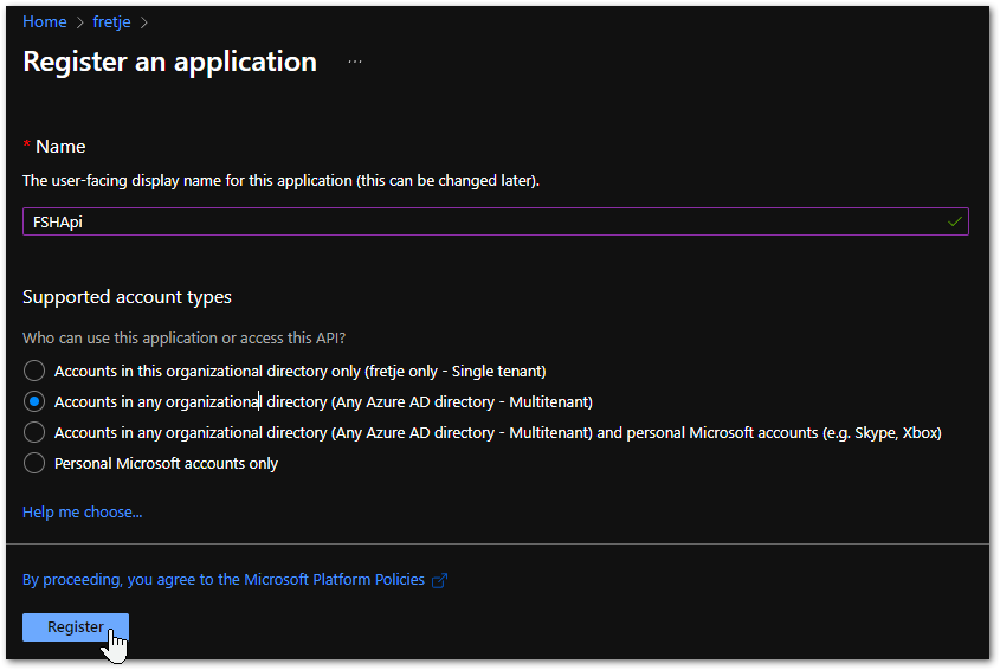 Home > fretje >
Register an application ...
* Name
The user-facing display name for this application (this can be changed later).
FSHApi
Supported account types
Who can use this application or access this API?
Accounts in this organizational directory only (fretje only - Single tenant)
Accounts in any organizational directory (Any Azure AD directory - Multitenant)
Accounts in any organizational directory (Any Azure AD directory - Multitenant) and personal Microsoft accounts (e.g. Skype, Xbox)
Personal Microsoft accounts only
Help me choose...
By proceeding, you agree to the Microsoft Platform Policies
Register